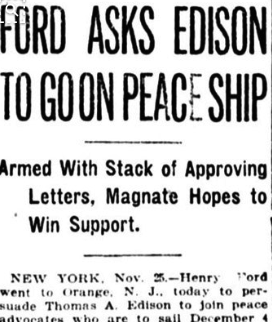 FORD ASKS EDISON
TO GO ON PEACE SHIP
Armed With Stack of Approving
Letters, Magnate Hopes to
Win Support.
NEW YORK, Nov. 25.—Henry Ford
went to Orange, N. J., today to per-
suade Thomas A. Edison to join peace
advocates who are to sail December 4